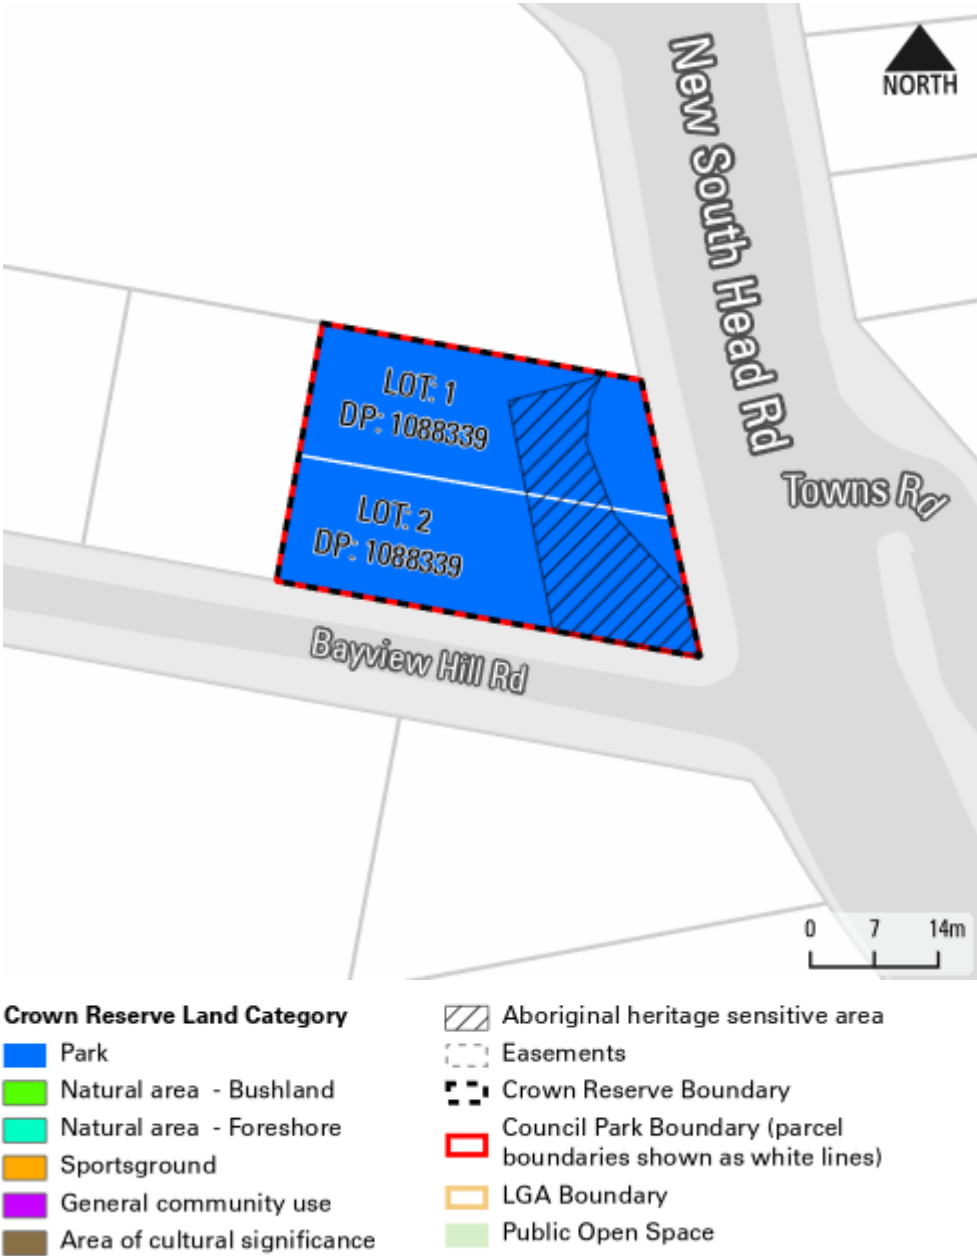 New South Head Rd
NORTH
LOT: 1
DP: 1088339
Towns Rd
LOT: 2
DP: 1088339
Bayview Hill Rd
0 7 14m
Crown Reserve Land Category
Park
Natural area - Bushland
Natural area - Foreshore
Sportsground
General community use
Area of cultural significance
Aboriginal heritage sensitive area
Easements
Crown Reserve Boundary
Council Park Boundary (parcel
boundaries shown as white lines)
LGA Boundary
Public Open Space